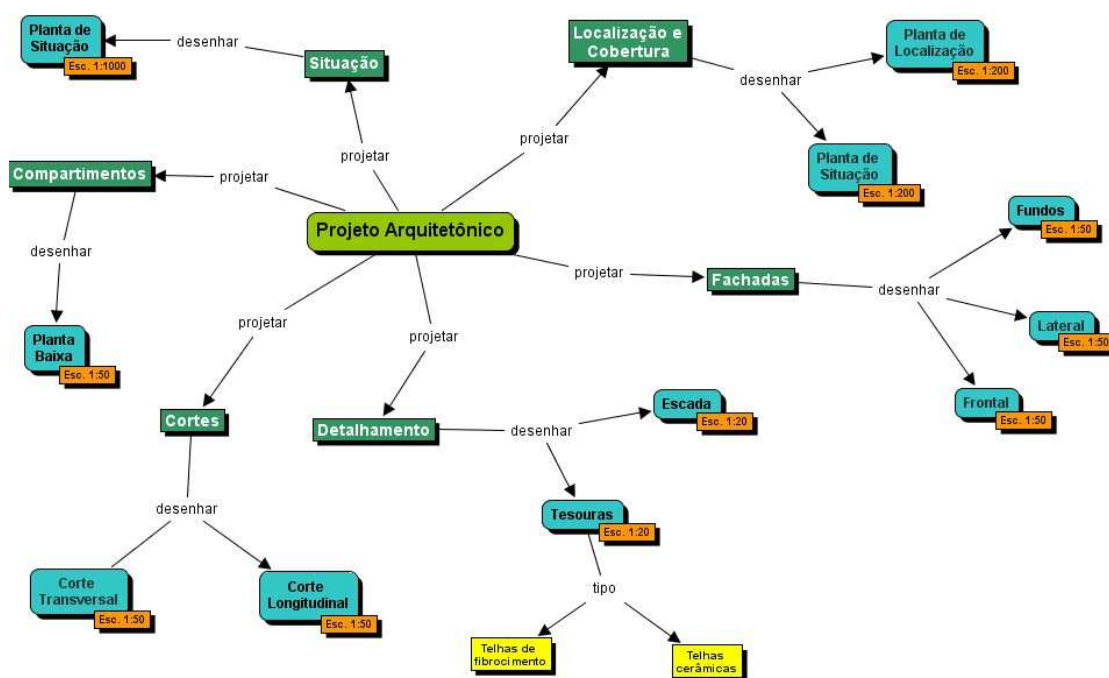 Planta de
Situação
Esc. 1:1000
desenhar
Situação
projetar
Localização e
Cobertura
desenhar
Planta de
Localização
Esc. 1:200
Planta de
Situação
Esc. 1:200
projetar
Compartimentos
projetar
desenhar
Planta
Baixa
Esc. 1:50
Projeto Arquitetônico
projetar
Fachadas
desenhar
Fundos
Esc. 1:50
Lateral
Esc. 1:50
Frontal
Esc. 1:50
projetar
Cortes
desenhar
Corte
Transversal
Esc. 1:50
Corte
Longitudinal
Esc. 1:50
projetar
Detalhamento
desenhar
Escada
Esc. 1:20
Tesouras
Esc. 1:20
tipo
Telhas de
fibrocimento
Telhas
cerâmicas